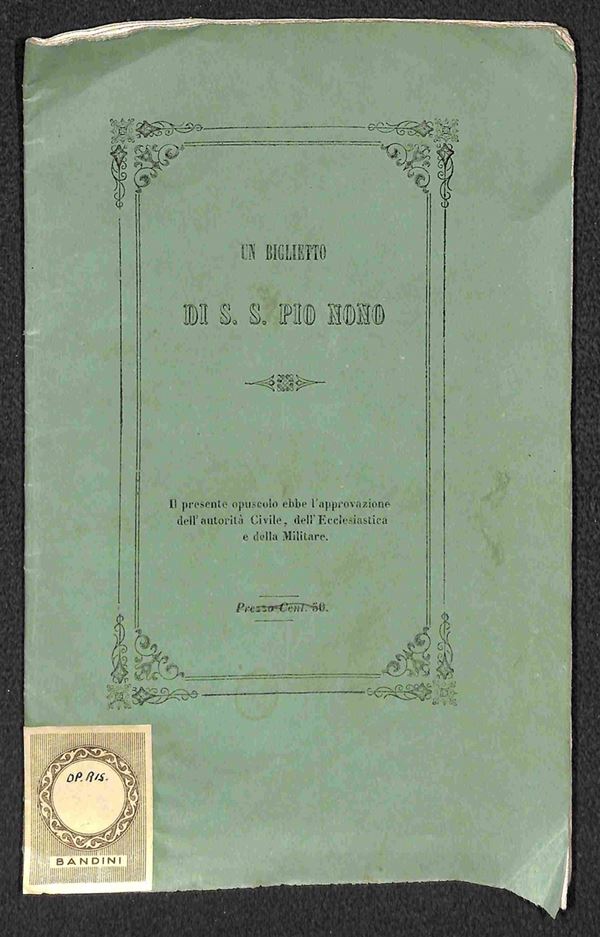 UN BIGLIETTO
DI S. S. PIO NONO
Il presente opuscolo ebbe l'approvazione
dell'autorità Civile, dell'Ecclesiastica
e della Militare.
Prezzo Cent. 50.
OP. RIS.
BANDINI